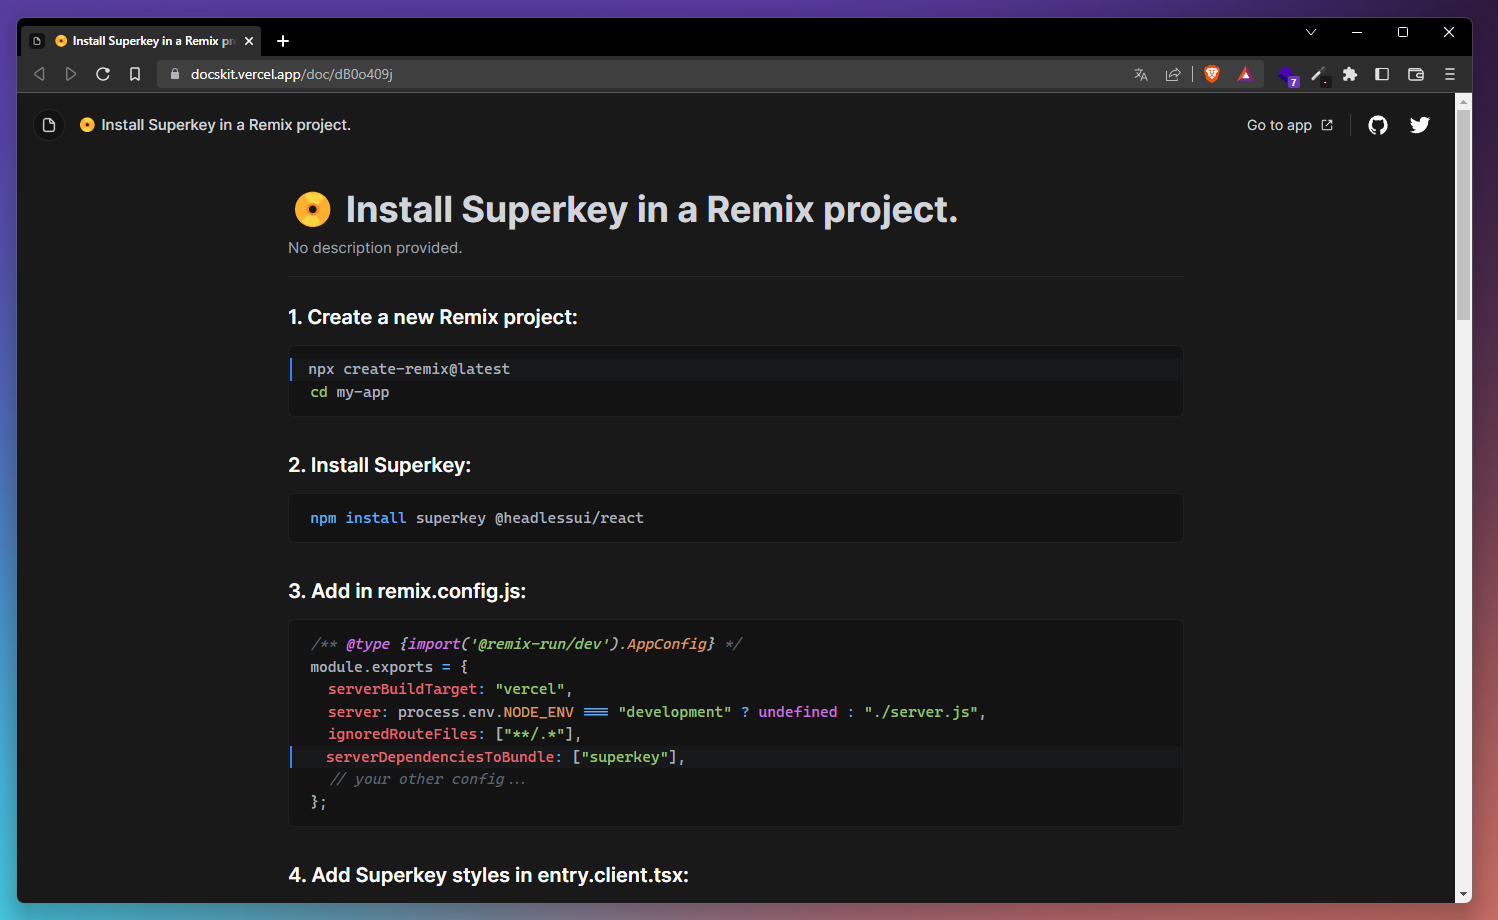 Install Superkey in a Remix pr
docskit.vercel.app/doc/dB0o409j
7
Install Superkey in a Remix project.
Go to app
Install Superkey in a Remix project.
No description provided.
1. Create a new Remix project:
npx create-remix@latest
cd my-app
2. Install Superkey:
npm install superkey @headlessui/react
3. Add in remix.config.js:
/** @type {import('@remix-run/dev').AppConfig} */
module.exports = {
serverBuildTarget: "vercel",
server: process.env.NODE_ENV === "development" ? undefined : "./server.js",
ignoredRouteFiles: ["**/.*"],
serverDependenciesToBundle: ["superkey"],
// your other config...
};
4. Add Superkey styles in entry.client.tsx: